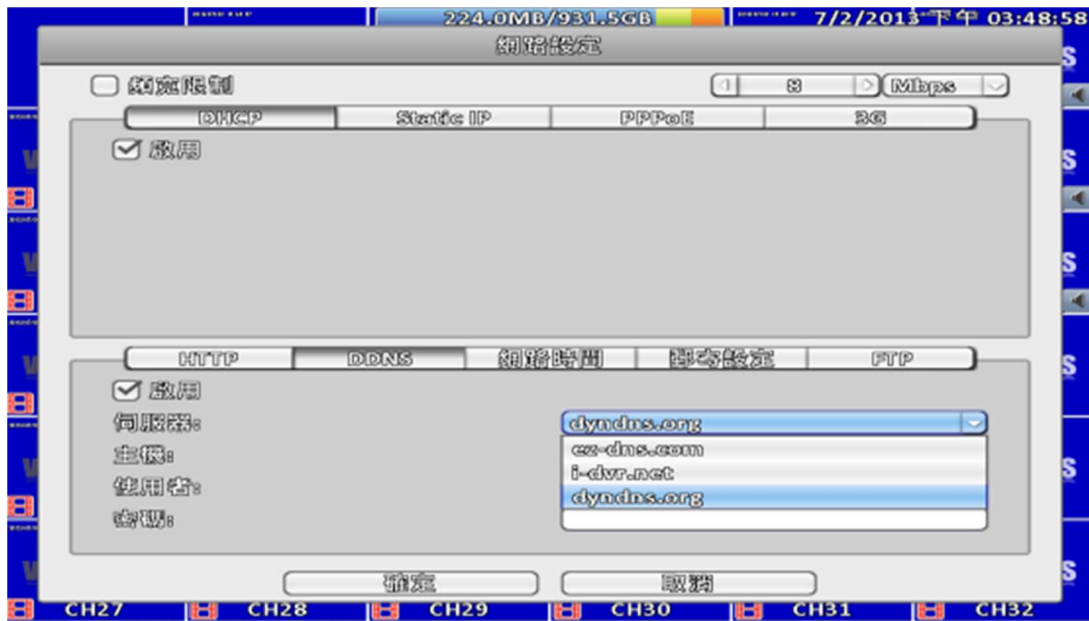 224.0MB/931.5GB 7/2/2013 下午 03:48:58
網路設定
頻寬限制 8 Mbps
DHCP Static IP PPPoE 3G
啟用
HTTP DDNS 網路時間 郵寄設定 FTP
啟用
伺服器: dyndns.org
ez-dns.com
主機:
i-dvr.net
使用者: dyndns.org
密碼:
確定 取消
CH27 CH28 CH29 CH30 CH31 CH32